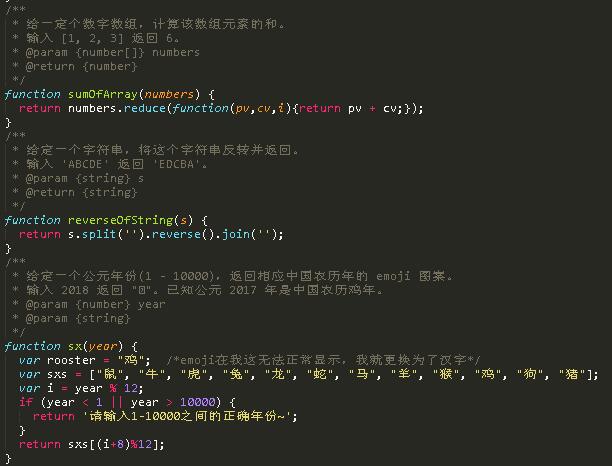 /**
 * 给一定个数字数组，计算该数组元素的和。
 * 输入 [1, 2, 3] 返回 6。
 * @param {number[]} numbers
 * @return {number}
 */
function sumOfArray(numbers) {
  return numbers.reduce(function(pv,cv,i){return pv + cv;});
}
/**
 * 给定一个字符串，将这个字符串反转并返回。
 * 输入 'ABCDE' 返回 'EDCBA'。
 * @param {string} s
 * @return {string}
 */
function reverseOfString(s) {
  return s.split('').reverse().join('');
}
/**
 * 给定一个公元年份(1 - 10000)，返回相应中国农历年的 emoji 图案。
 * 输入 2018 返回 "▯"。已知公元 2017 年是中国农历鸡年。
 * @param {number} year
 * @param {string}
 */
function sx(year) {
  var rooster = "鸡";  /*emoji在我这无法正常显示，我就更换为了汉字*/
  var sxs = ["鼠", "牛", "虎", "兔", "龙", "蛇", "马", "羊", "猴", "鸡", "狗", "猪"];
  var i = year % 12;
  if (year < 1 || year > 10000) {
    return '请输入1-10000之间的正确年份~';
  }
  return sxs[(i+8)%12];
}